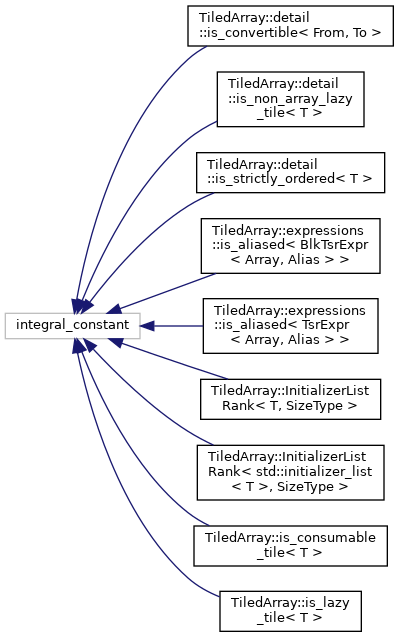 TiledArray::detail
::is_convertible< From, To >
TiledArray::detail
::is_non_array_lazy
_tile< T >
TiledArray::detail
::is_strictly_ordered< T >
TiledArray::expressions
::is_aliased< BlkTsrExpr
< Array, Alias > >
integral_constant
TiledArray::expressions
::is_aliased< TsrExpr
< Array, Alias > >
TiledArray::InitializerList
Rank< T, SizeType >
TiledArray::InitializerList
Rank< std::initializer_list
< T >, SizeType >
TiledArray::is_consumable
_tile< T >
TiledArray::is_lazy
_tile< T >